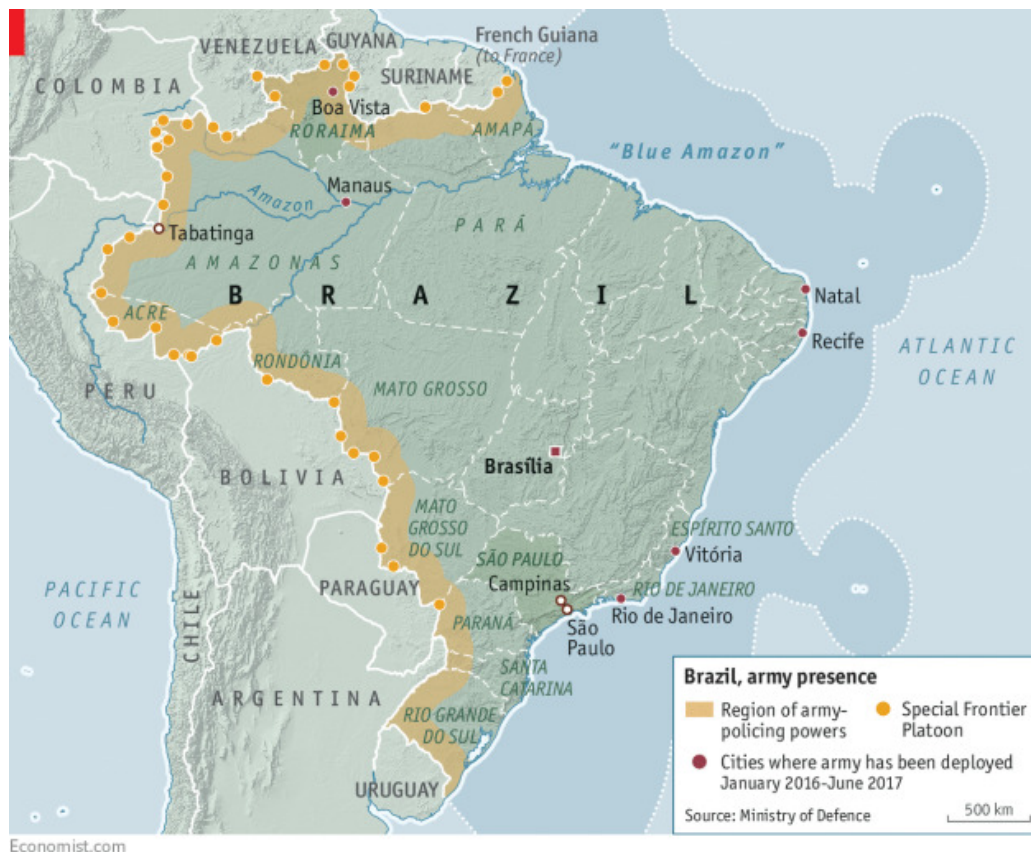 VENEZUELA
GUYANA
French Guiana
(to France)
SURINAME
COLOMBIA
Boa Vista
RORAIMA
AMAPÁ
"Blue Amazon"
Manaus
Amazon
Tabatinga
PARÁ
AMAZONAS
BRAZIL
Natal
ACRE
Recife
RONDÔNIA
ATLANTIC
OCEAN
MATO GROSSO
PERU
Brasília
BOLIVIA
MATO
GROSSO
DO SUL
ESPÍRITO SANTO
SÃO PAULO
Vitória
Campinas
PARAGUAY
RIO DE JANEIRO
PACIFIC
OCEAN
Rio de Janeiro
PARANÁ
São
Paulo
CHILE
SANTA
CATARINA
ARGENTINA
RIO GRANDE
DO SUL
URUGUAY
Brazil, army presence
Region of army-
policing powers
Special Frontier
Platoon
Cities where army has been deployed
January 2016-June 2017
Source: Ministry of Defence
500 km
Economist.com